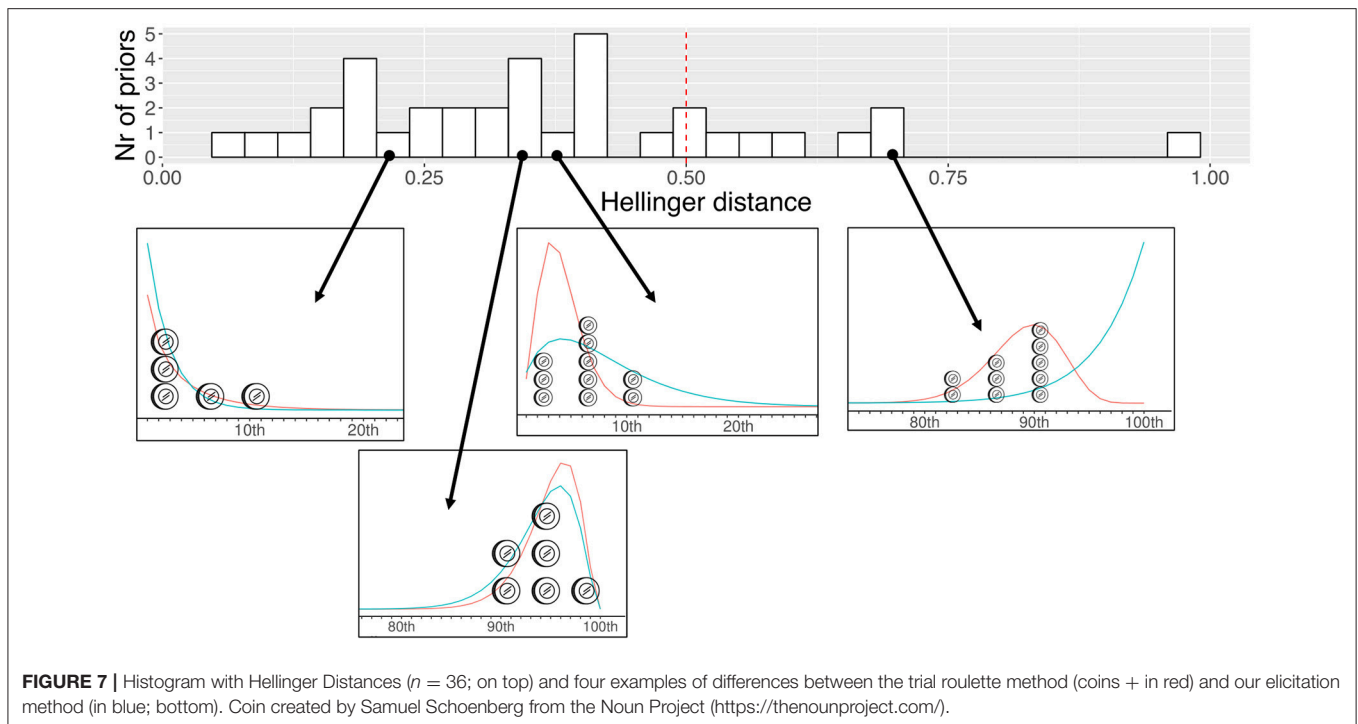 Nr of priors
5
4
3
2
1
0
0.00 0.25 0.50 0.75 1.00
Hellinger distance
10th 20th
10th 20th
80th 90th 100th
80th 90th 100th
FIGURE 7 | Histogram with Hellinger Distances (n = 36; on top) and four examples of differences between the trial roulette method (coins + in red) and our elicitation
method (in blue; bottom). Coin created by Samuel Schoenberg from the Noun Project (https://thenounproject.com/).